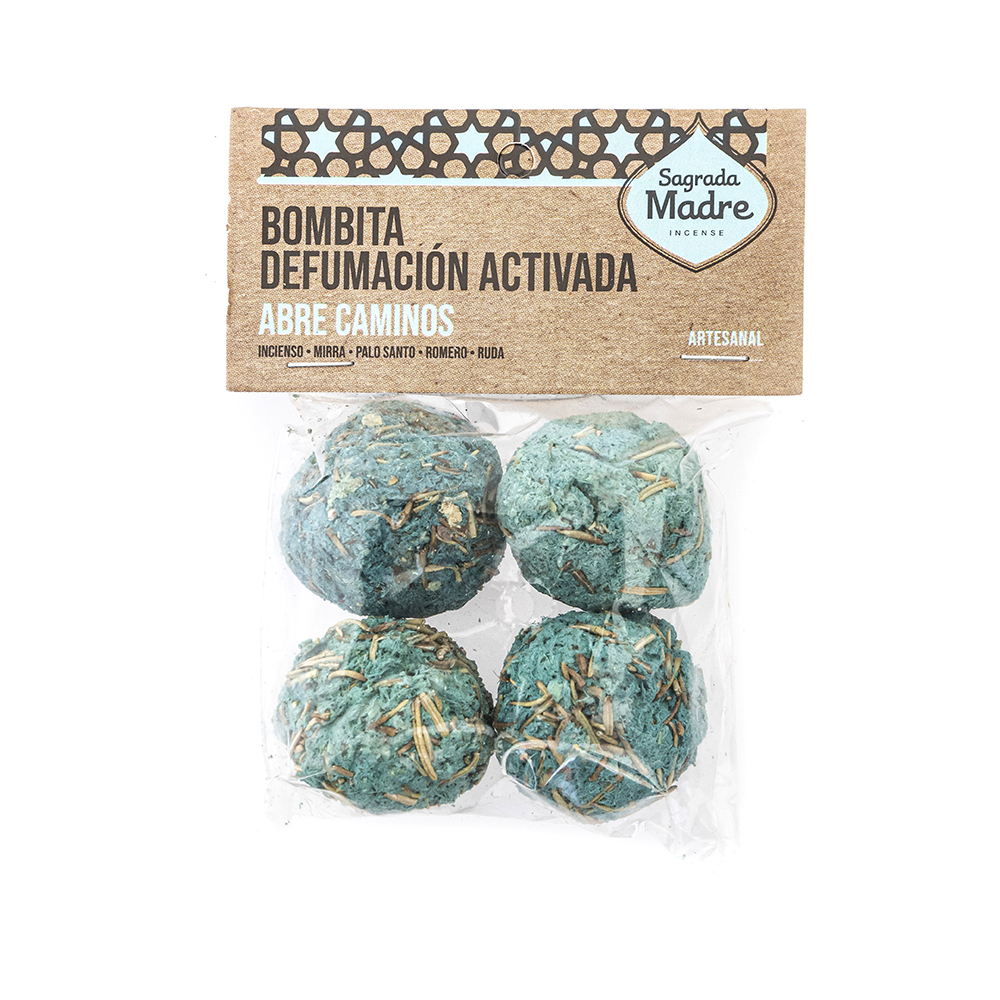 Sagrada
Madre
INCENSE
BOMBITA
DEFUMACIÓN ACTIVADA
ABRE CAMINOS
INCIENSO • MIRRA • PALO SANTO • ROMERO • RUDA
ARTESANAL